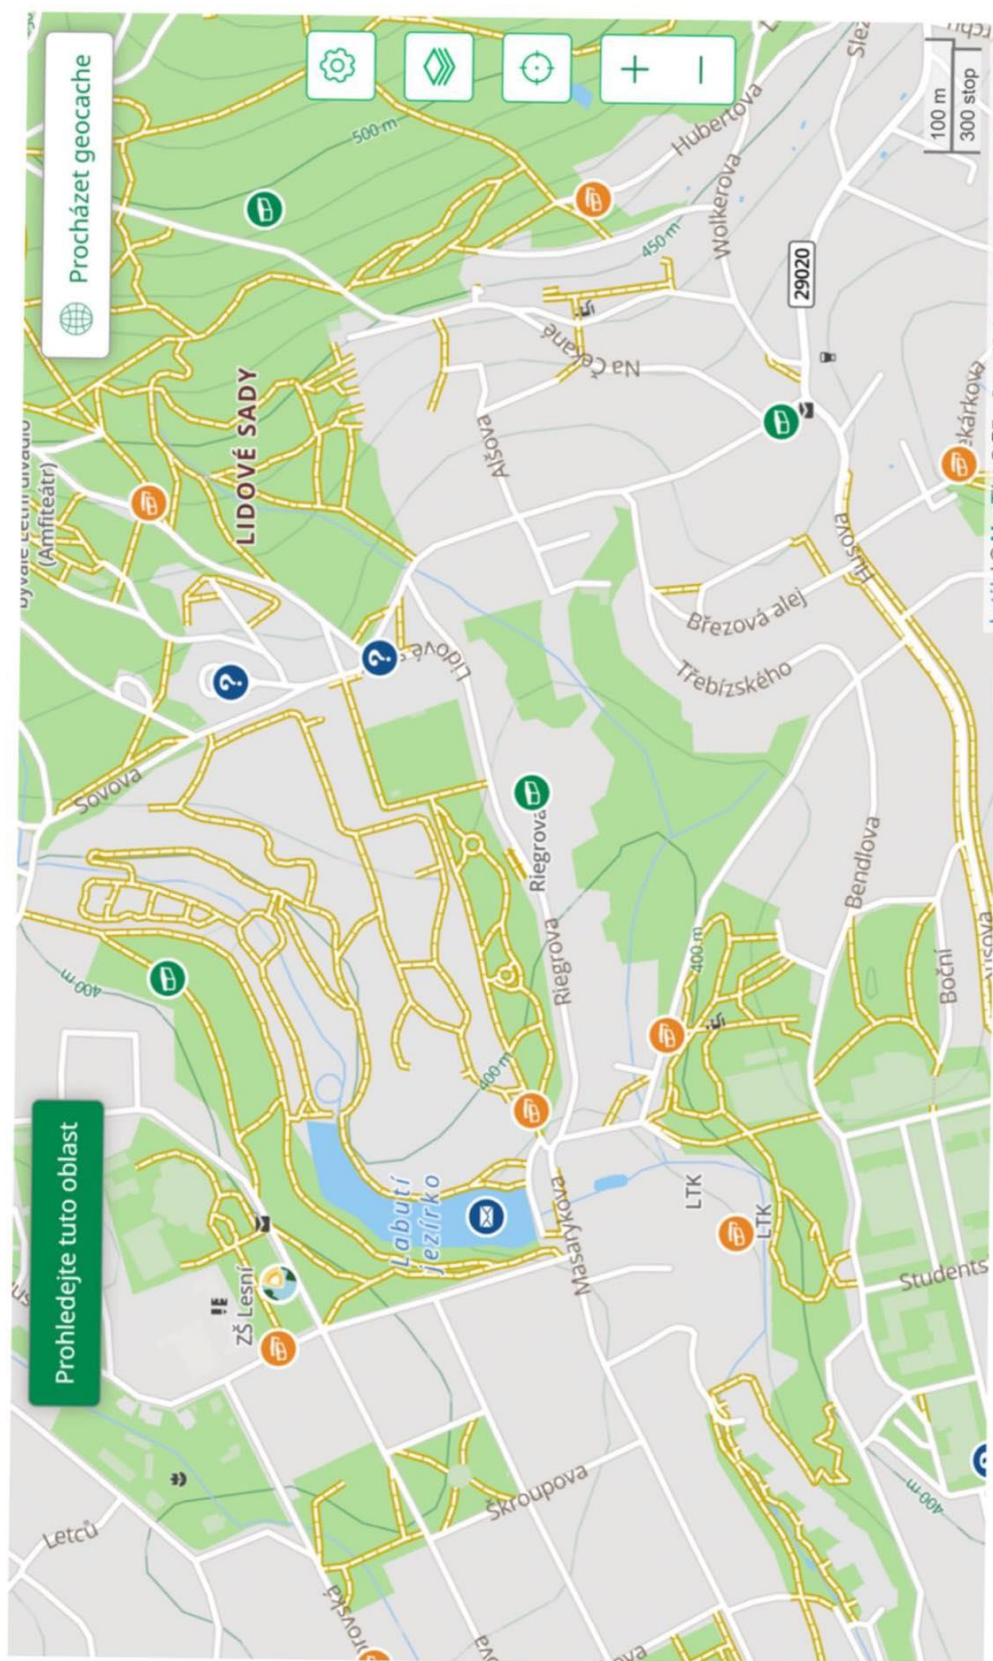 Prohledejte tuto oblast
Procházet geocache
Letců
ZŠ Lesní
400 m
Sovova
(Amfiteátr)
LIDOVÉ SADY
500 m
Labutí
jezírko
400 m
Lidové s
Alšova
Na Čekané
450 m
Hubertova
Wolkerova
Masarykova
Riegrova
Riegrova
Škroupova
LTK
LTK
400 m
Třebízského
Březová alej
29020
Husova
Bendlova
Boční
Students
400 m
100 m
300 stop